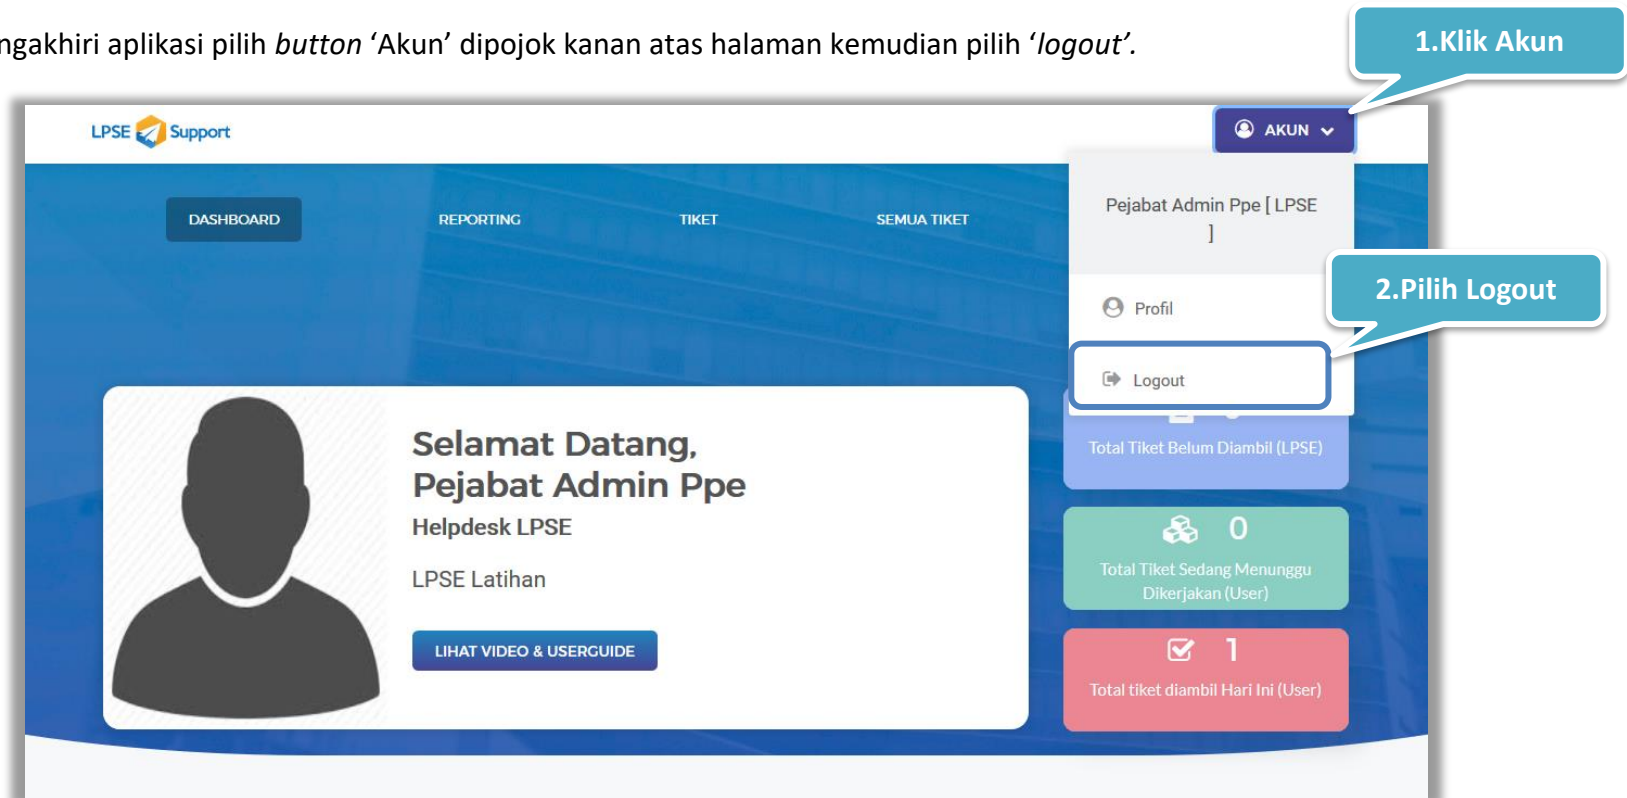 ngakhiri aplikasi pilih button ‘Akun’ dipojok kanan atas halaman kemudian pilih ‘logout’.
1.Klik Akun
LPSE Support
AKUN
DASHBOARD
REPORTING
TIKET
SEMUA TIKET
Pejabat Admin Ppe [ LPSE
]
Profil
2.Pilih Logout
Logout
Selamat Datang,
Pejabat Admin Ppe
Helpdesk LPSE
LPSE Latihan
LIHAT VIDEO & USERGUIDE
Total Tiket Belum Diambil (LPSE)
0
Total Tiket Sedang Menunggu
Dikerjakan (User)
1
Total tiket diambil Hari Ini (User)